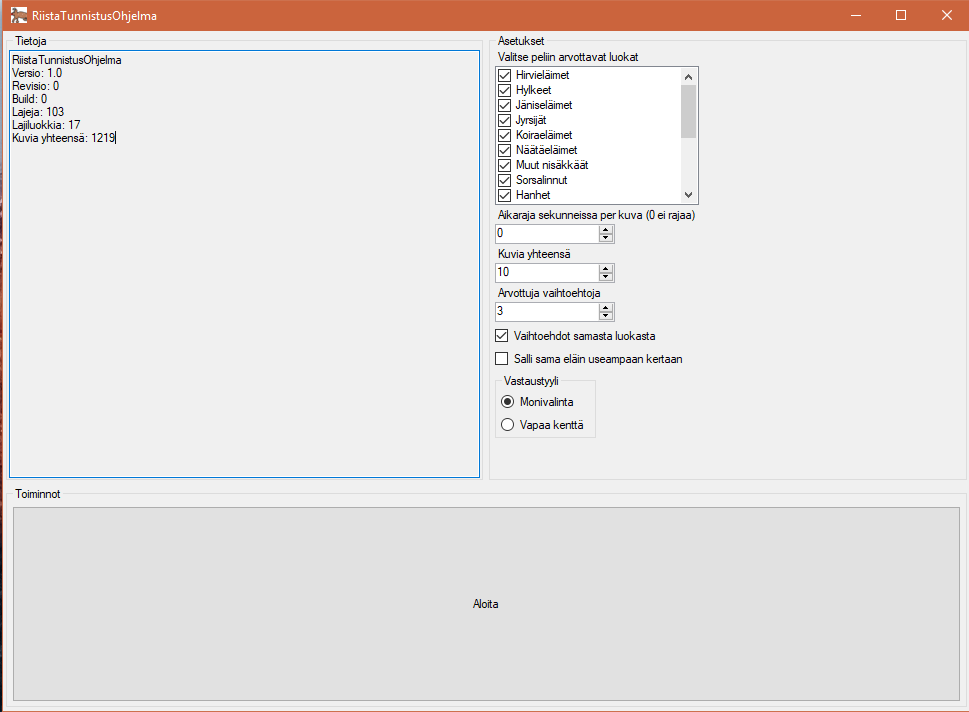 RiistaTunnistusOhjelma
Tietoja
RiistaTunnistusOhjelma
Versio: 1.0
Revisio: 0
Build: 0
Lajeja: 103
Lajiluokkia: 17
Kuvia yhteensä: 1219
Asetukset
Valitse peliin arvottavat luokat
Hirvieläimet
Hylkeet
Jäniseläimet
Jyrsijät
Koiraeläimet
Näätäeläimet
Muut nisäkkäät
Sorsalinnut
Hanhet
Aikaraja sekunneissa per kuva (0 ei rajaa)
0
Kuvia yhteensä
10
Arvottuja vaihtoehtoja
3
Vaihtoehdot samasta luokasta
Salli sama eläin useampaan kertaan
Vastaustyyli
Monivalinta
Vapaa kenttä
Toiminnot
Aloita